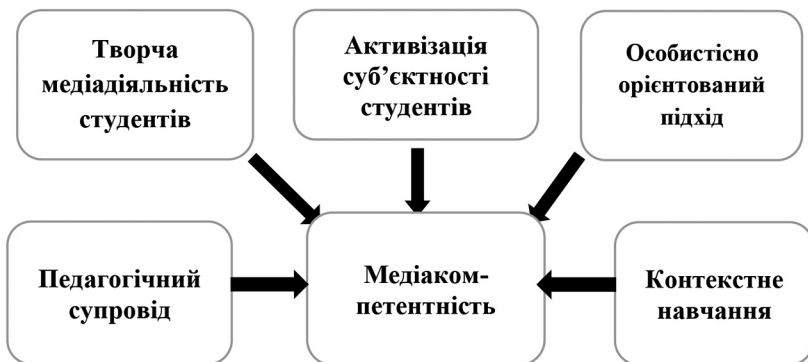 Творча
медіадіяльність
студентів
Активізація
суб’єктності
студентів
Особистісно
орієнтований
підхід
Педагогічний
супровід
Медіаком-
петентність
Контекстне
навчання